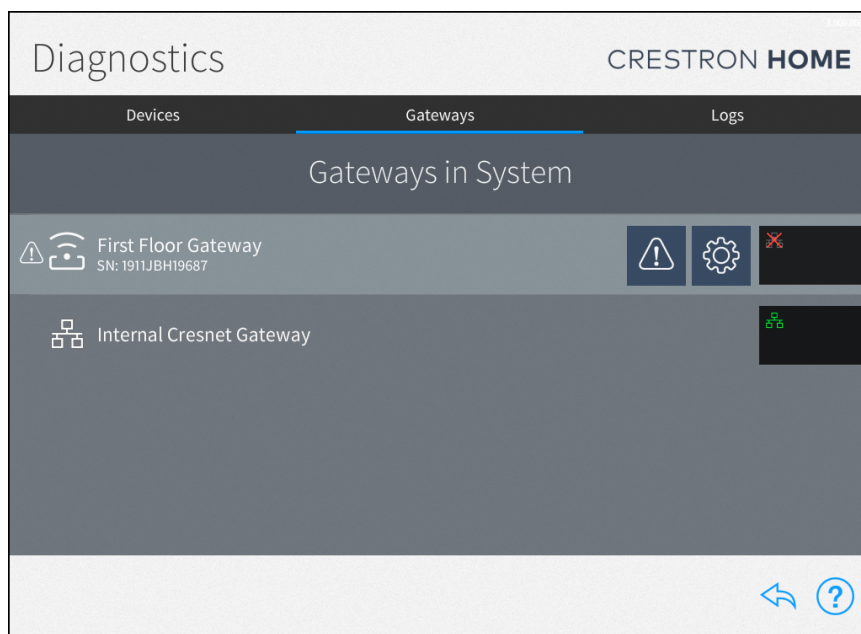 Diagnostics
CRESTRON HOME
Devices
Gateways
Logs
Gateways in System
First Floor Gateway
SN: 1911JBH19687
Internal Cresnet Gateway
?